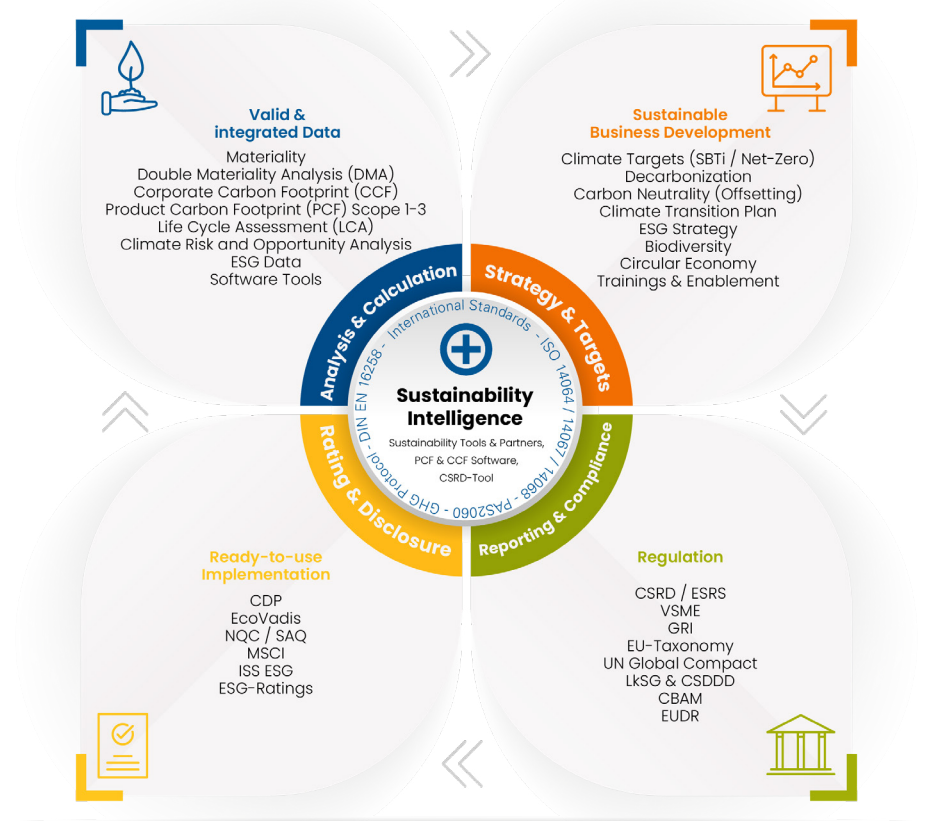 Valid &
integrated Data
Materiality
Double Materiality Analysis (DMA)
Corporate Carbon Footprint (CCF)
Product Carbon Footprint (PCF) Scope 1-3
Life Cycle Assessment (LCA)
Climate Risk and Opportunity Analysis
ESG Data
Software Tools
Sustainable
Business Development
Climate Targets (SBTi / Net-Zero)
Decarbonization
Carbon Neutrality (Offsetting)
Climate Transition Plan
ESG Strategy
Biodiversity
Circular Economy
Trainings & Enablement
Analysis & Calculation
Strategy & Targets
International Standards - ISO 14064 / 14067 / 14068 - PAS2060 - GHG Protocol - DIN EN 16258 -
Sustainability
Intelligence
Sustainability Tools & Partners,
PCF & CCF Software,
CSRD-Tool
Rating & Disclosure
Reporting & Compliance
Ready-to-use
Implementation
CDP
EcoVadis
NQC / SAQ
MSCI
ISS ESG
ESG-Ratings
Regulation
CSRD / ESRS
VSME
GRI
EU-Taxonomy
UN Global Compact
LkSG & CSDDD
CBAM
EUDR